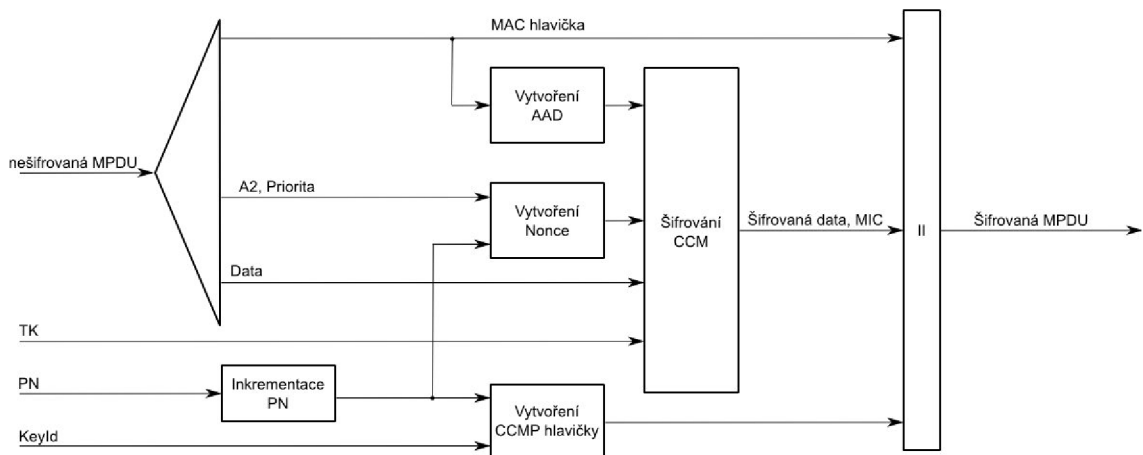 MAC hlavička
Vytvoření
AAD
nešifrovaná MPDU
A2, Priorita
Vytvoření
Nonce
Šifrování
CCM
Šifrovaná data, MIC
II
Šifrovaná MPDU
Data
TK
PN
Inkrementace
PN
Vytvoření
CCMP hlavičky
KeyId